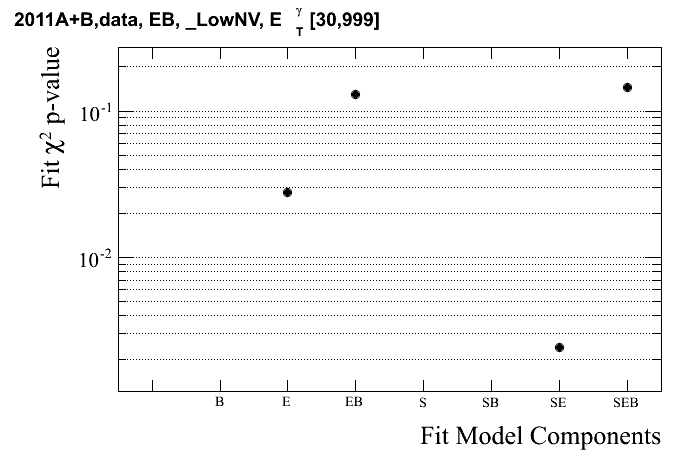 2011A+B,data, EB, _LowNV, E γ T [30,999]
Fit χ² p-value
10⁻¹
10⁻²
B E EB S SB SE SEB
Fit Model Components